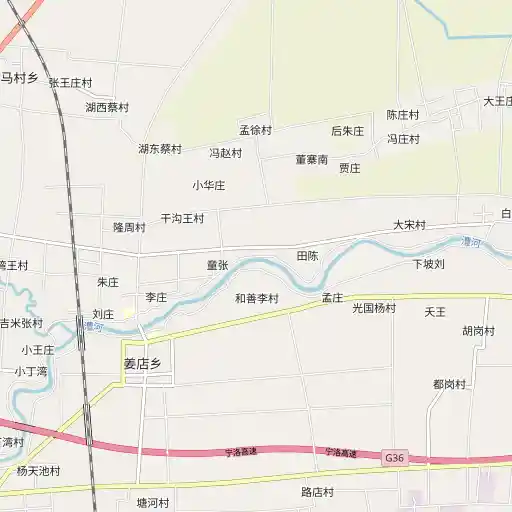 马村乡
张王庄村
湖西蔡村
大王庄
陈庄村
孟徐村
后朱庄
冯庄村
湖东蔡村
冯赵村
董寨南
贾庄
小华庄
干沟王村
白
隆周村
大宋村
澧河
田陈
湾王村
童张
下坡刘
朱庄
李庄
和善李村
孟庄
光国杨村
天王
刘庄
吉米张村
澧河
胡岗村
小王庄
姜店乡
小丁湾
都岗村
湾村
宁洛高速
宁洛高速
G36
杨天池村
塘河村
路店村